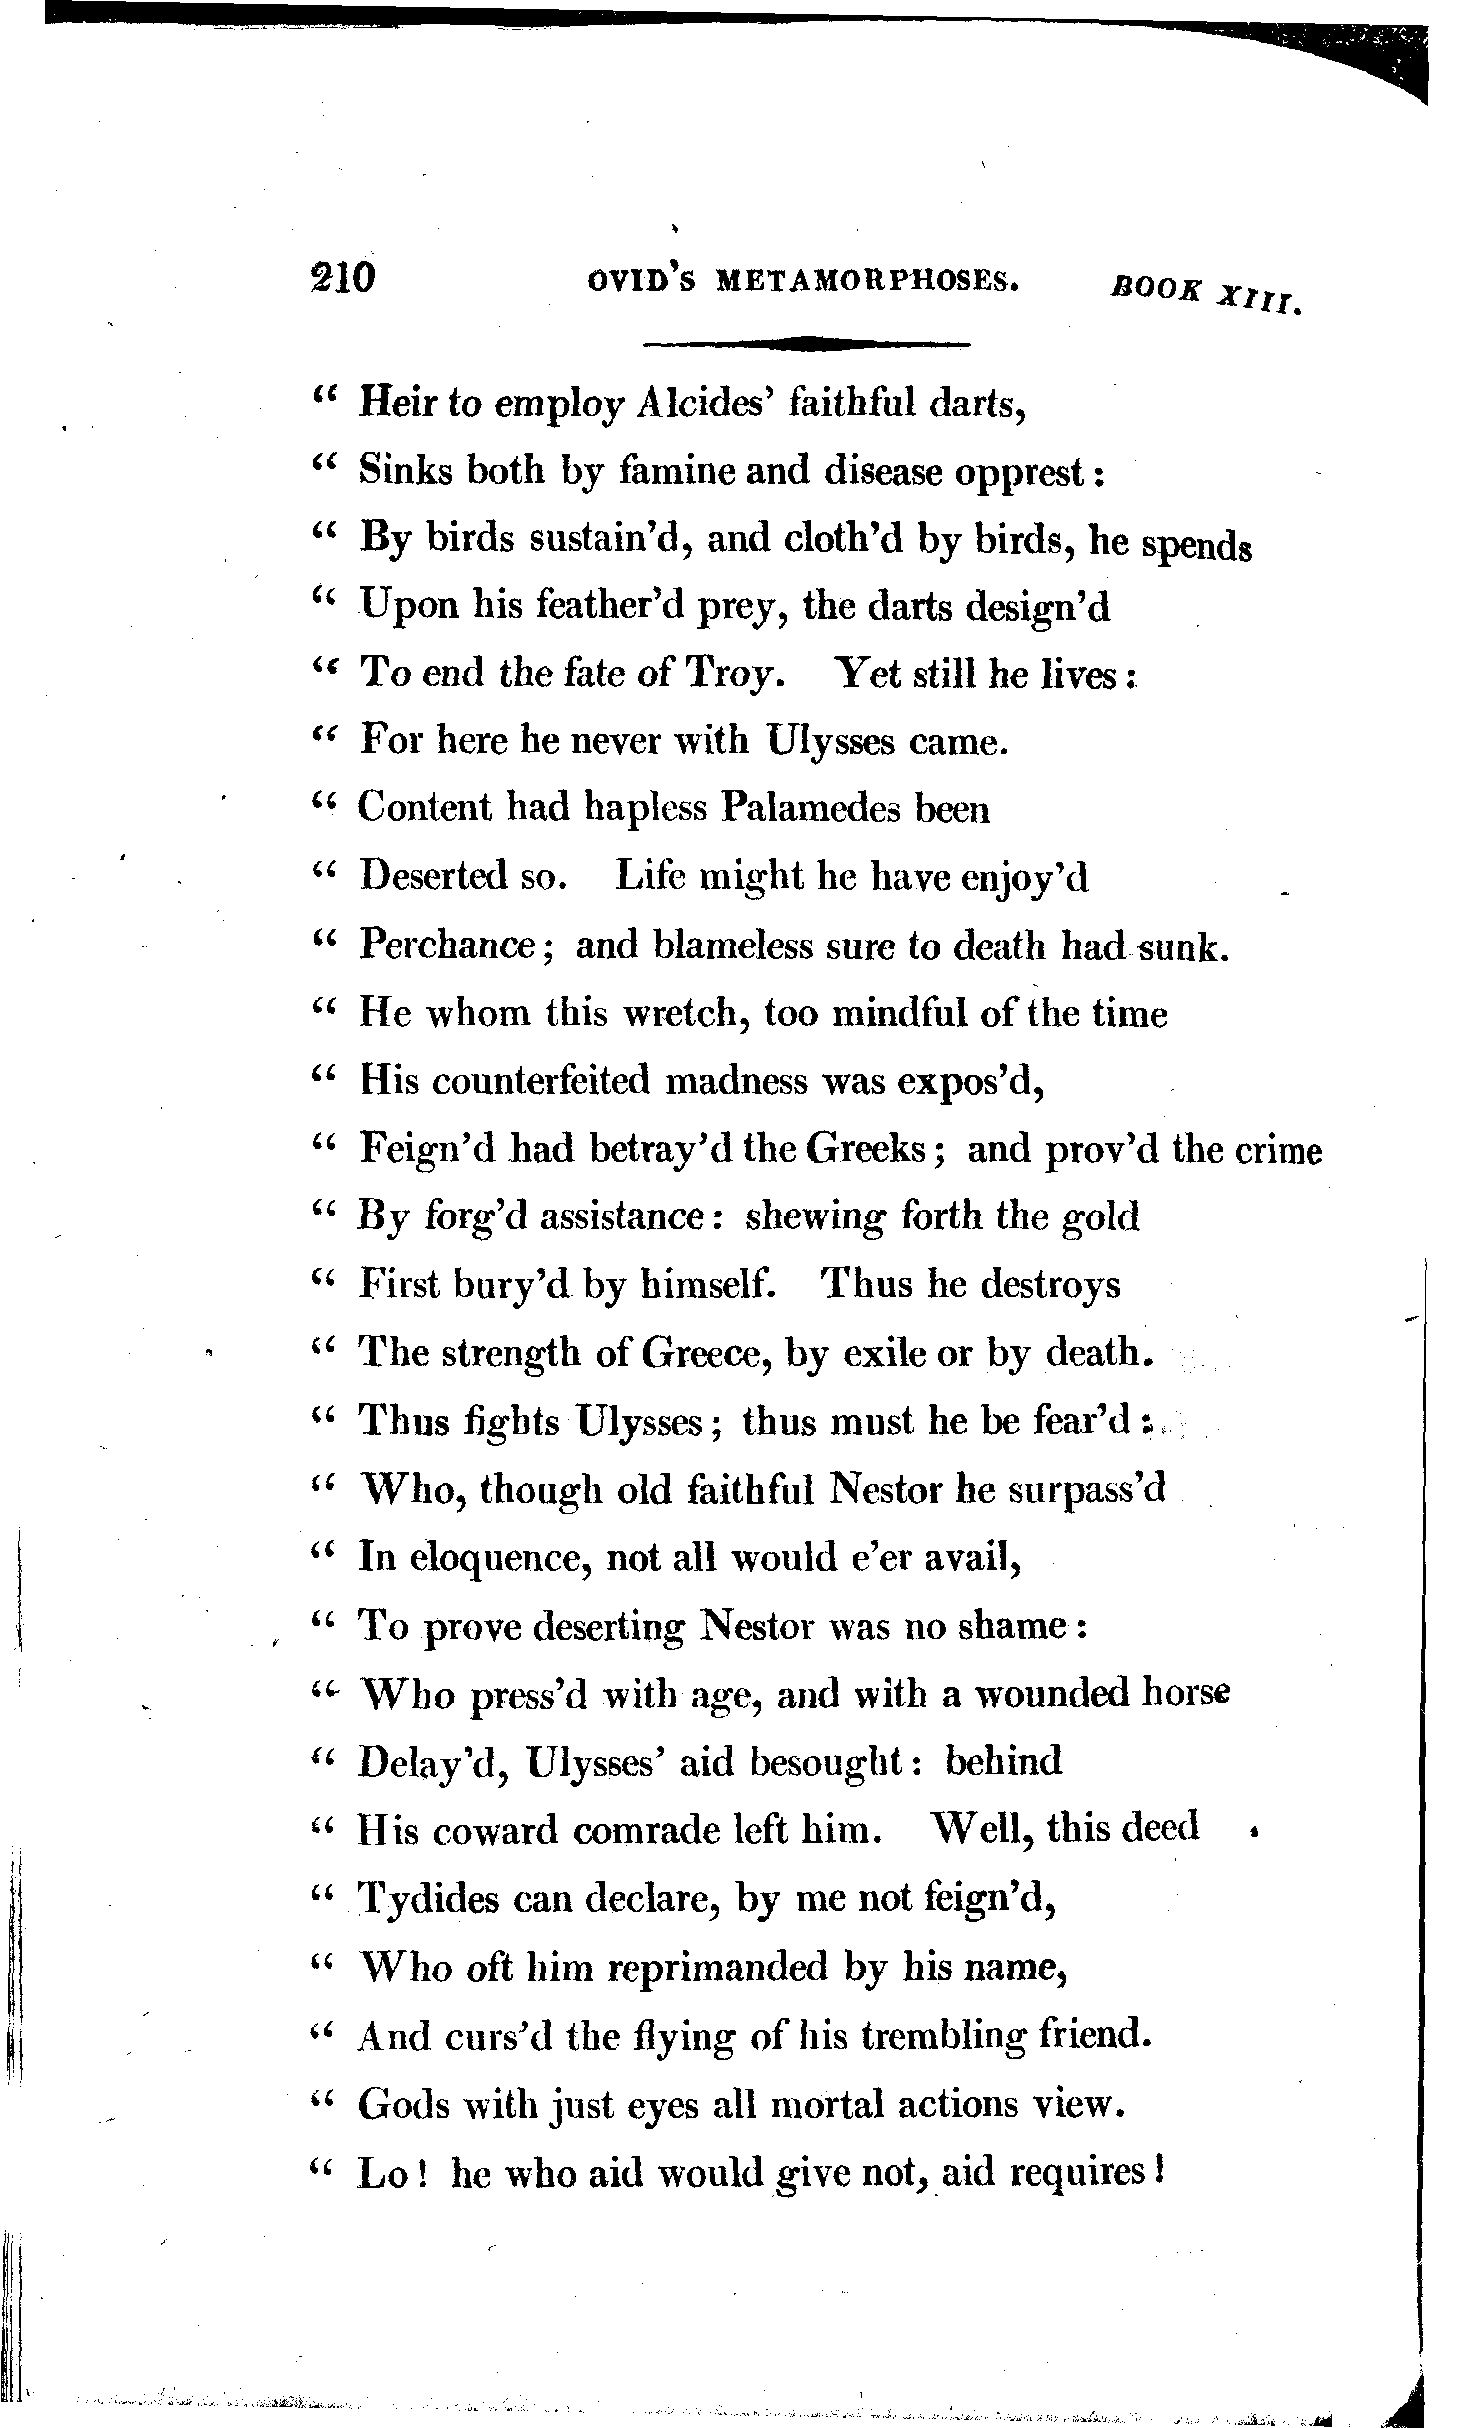 210 OVID'S METAMORPHOSES. BOOK XIII.
“ Heir to employ Alcides’ faithful darts,
“ Sinks both by famine and disease opprest :
“ By birds sustain’d, and cloth’d by birds, he spends
“ Upon his feather’d prey, the darts design’d
“ To end the fate of Troy. Yet still he lives :
“ For here he never with Ulysses came.
“ Content had hapless Palamedes been
“ Deserted so. Life might he have enjoy’d
“ Perchance ; and blameless sure to death had sunk.
“ He whom this wretch, too mindful of the time
“ His counterfeited madness was expos’d,
“ Feign’d had betray’d the Greeks ; and prov’d the crime
“ By forg’d assistance : shewing forth the gold
“ First bury’d by himself. Thus he destroys
“ The strength of Greece, by exile or by death.
“ Thus fights Ulysses ; thus must he be fear’d :
“ Who, though old faithful Nestor he surpass’d
“ In eloquence, not all would e’er avail,
“ To prove deserting Nestor was no shame :
“ Who press’d with age, and with a wounded horse
“ Delay’d, Ulysses’ aid besought : behind
“ His coward comrade left him. Well, this deed
“ Tydides can declare, by me not feign’d,
“ Who oft him reprimanded by his name,
“ And curs’d the flying of his trembling friend.
“ Gods with just eyes all mortal actions view.
“ Lo ! he who aid would give not, aid requires !